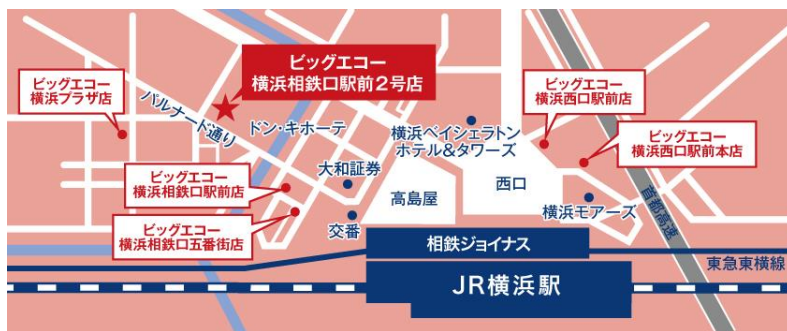 ビッグエコー
横浜相鉄口駅前2号店
ビッグエコー
横浜プラザ店
パルナード通り
ドン・キホーテ
横浜ベイシェラトン
ホテル&タワーズ
ビッグエコー
横浜西口駅前店
ビッグエコー
横浜西口駅前本店
大和証券
ビッグエコー
横浜相鉄口駅前店
高島屋
西口
横浜モアーズ
首都高速
ビッグエコー
横浜相鉄口五番街店
交番
相鉄ジョイナス
東急東横線
JR横浜駅